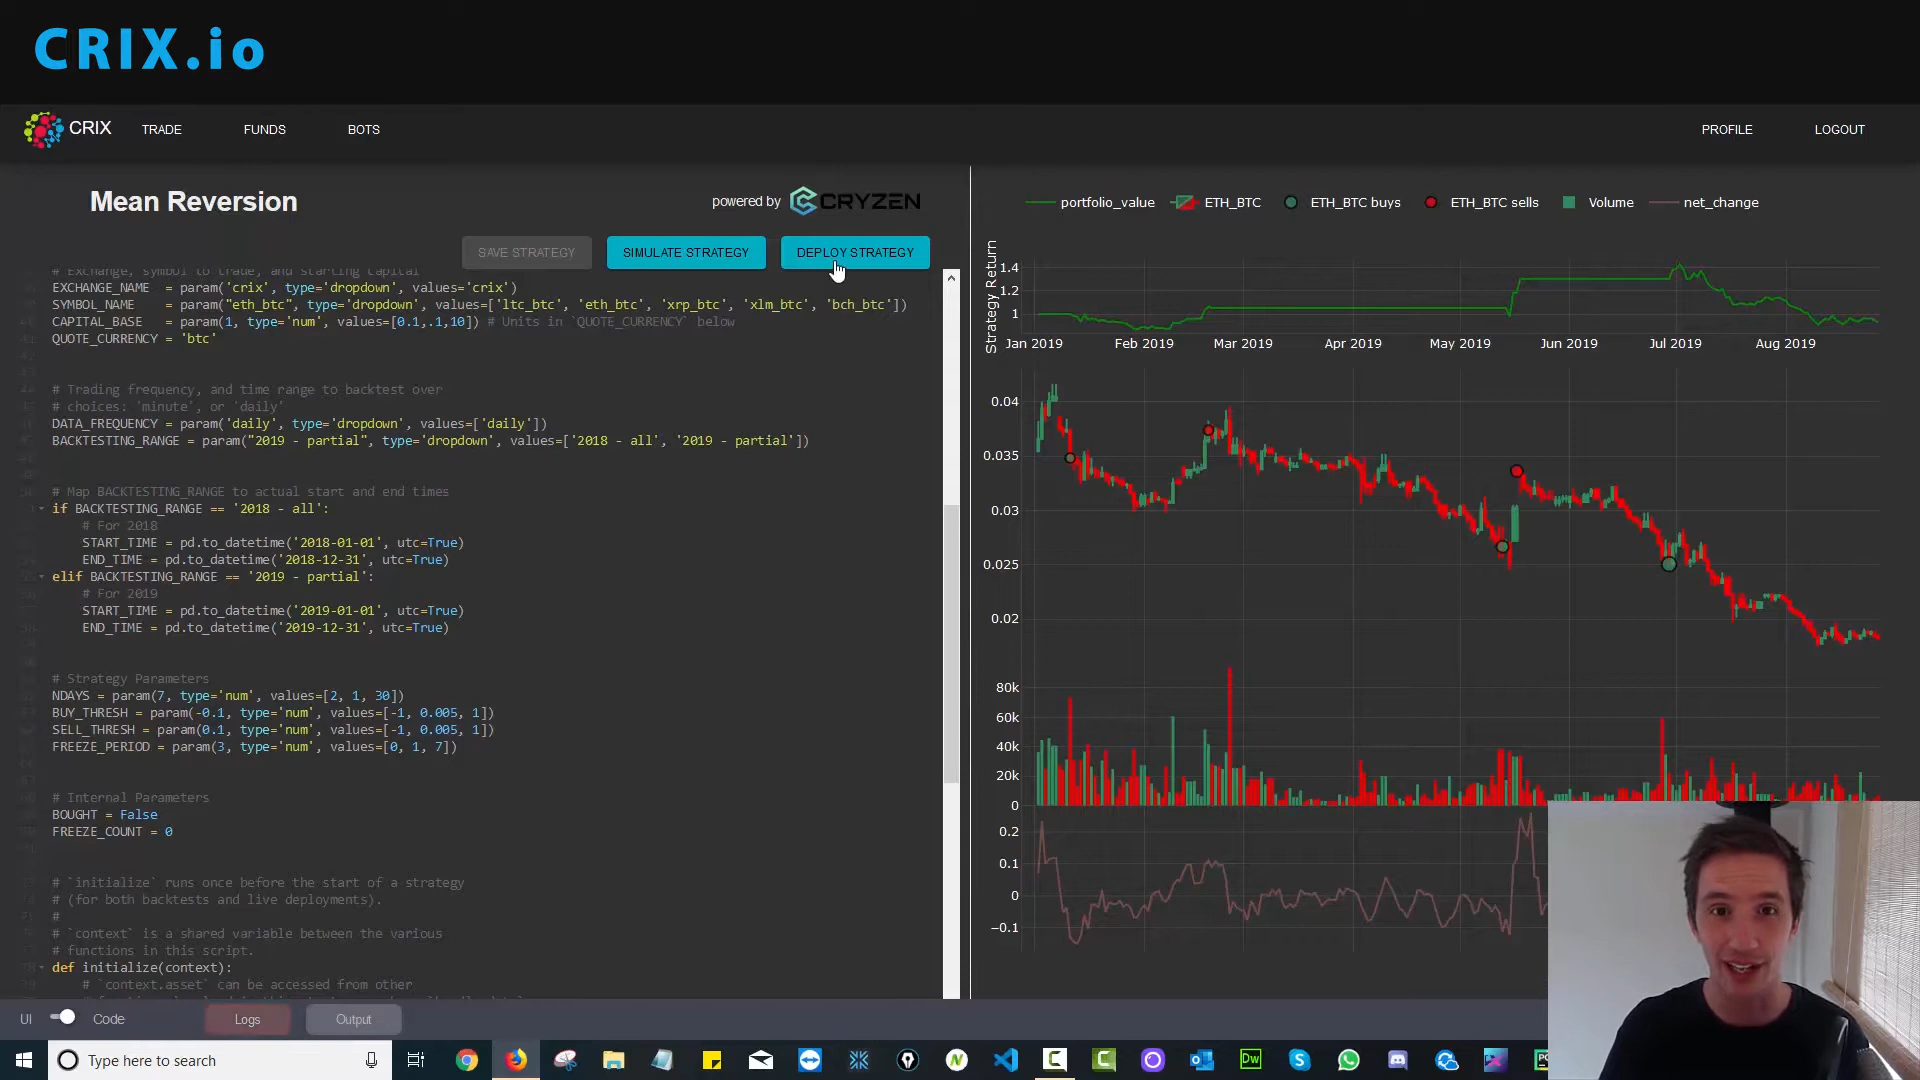 CRIX.io
CRIX TRADE FUNDS BOTS PROFILE LOGOUT
Mean Reversion
powered by CRYZEN
SAVE STRATEGY SIMULATE STRATEGY DEPLOY STRATEGY
# Exchange, symbol to trade, and starting capital
EXCHANGE_NAME = param('crix', type='dropdown', values='crix')
SYMBOL_NAME = param("eth_btc", type='dropdown', values=['ltc_btc', 'eth_btc', 'xrp_btc', 'xlm_btc', 'bch_btc'])
CAPITAL_BASE = param(1, type='num', values=[0.1,.1,10]) # Units in `QUOTE_CURRENCY` below
QUOTE_CURRENCY = 'btc'
# Trading frequency, and time range to backtest over
# choices: 'minute', or 'daily'
DATA_FREQUENCY = param('daily', type='dropdown', values=['daily'])
BACKTESTING_RANGE = param("2019 - partial", type='dropdown', values=['2018 - all', '2019 - partial'])
# Map BACKTESTING_RANGE to actual start and end times
if BACKTESTING_RANGE == '2018 - all':
# For 2018
START_TIME = pd.to_datetime('2018-01-01', utc=True)
END_TIME = pd.to_datetime('2018-12-31', utc=True)
elif BACKTESTING_RANGE == '2019 - partial':
# For 2019
START_TIME = pd.to_datetime('2019-01-01', utc=True)
END_TIME = pd.to_datetime('2019-12-31', utc=True)
# Strategy Parameters
NDAYS = param(7, type='num', values=[2, 1, 30])
BUY_THRESH = param(-0.1, type='num', values=[-1, 0.005, 1])
SELL_THRESH = param(0.1, type='num', values=[-1, 0.005, 1])
FREEZE_PERIOD = param(3, type='num', values=[0, 1, 7])
# Internal Parameters
BOUGHT = False
FREEZE_COUNT = 0
# `initialize` runs once before the start of a strategy
# (for both backtests and live deployments).
#
# `context` is a shared variable between the various
# functions in this script.
def initialize(context):
# `context.asset` can be accessed from other
UI Code Logs Output
portfolio_value ETH_BTC ETH_BTC buys ETH_BTC sells Volume net_change
Strategy Return
1.4
1.2
1
Jan 2019 Feb 2019 Mar 2019 Apr 2019 May 2019 Jun 2019 Jul 2019 Aug 2019
0.04
0.035
0.03
0.025
0.02
80k
60k
40k
20k
0
0.2
0.1
0
−0.1
Type here to search